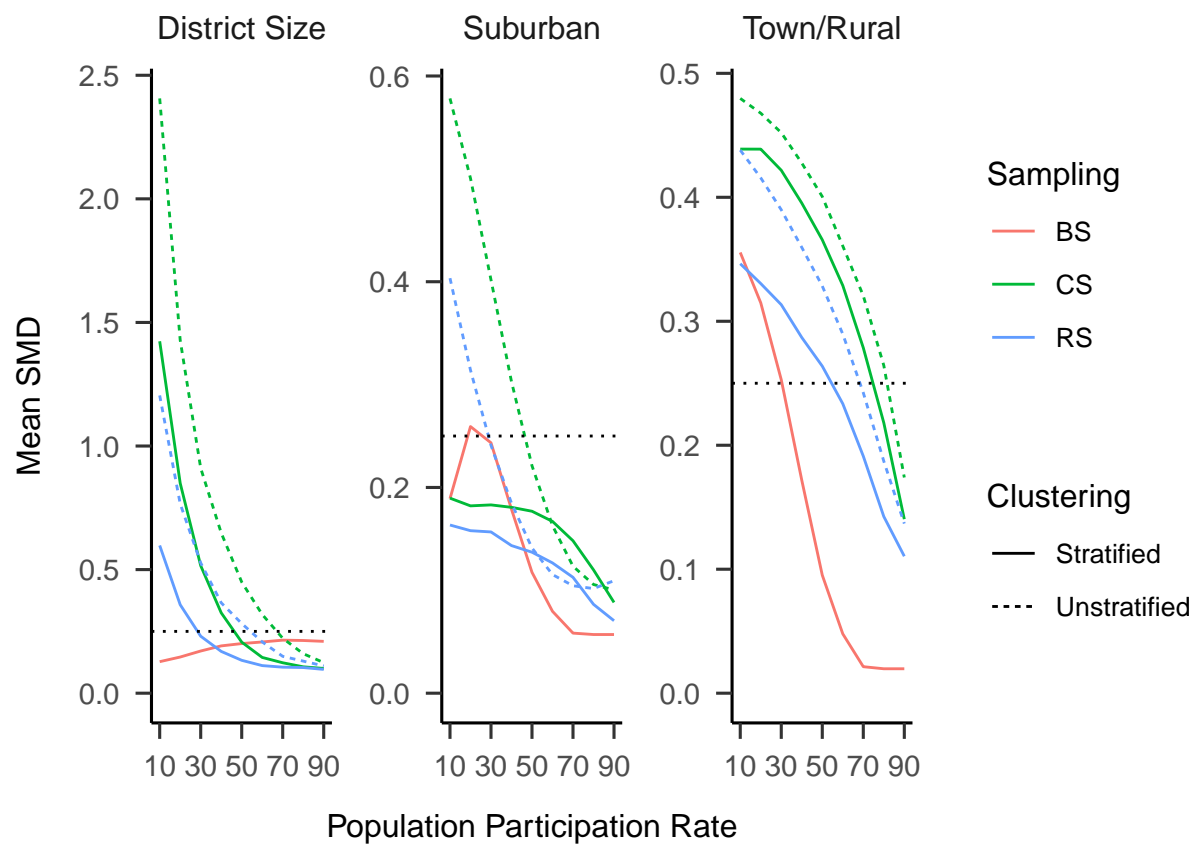 District Size Suburban Town/Rural
Mean SMD
2.5
2.0
1.5
1.0
0.5
0.0
0.6
0.4
0.2
0.0
0.5
0.4
0.3
0.2
0.1
0.0
10 30 50 70 90
10 30 50 70 90
10 30 50 70 90
Population Participation Rate
Sampling
BS
CS
RS
Clustering
Stratified
Unstratified